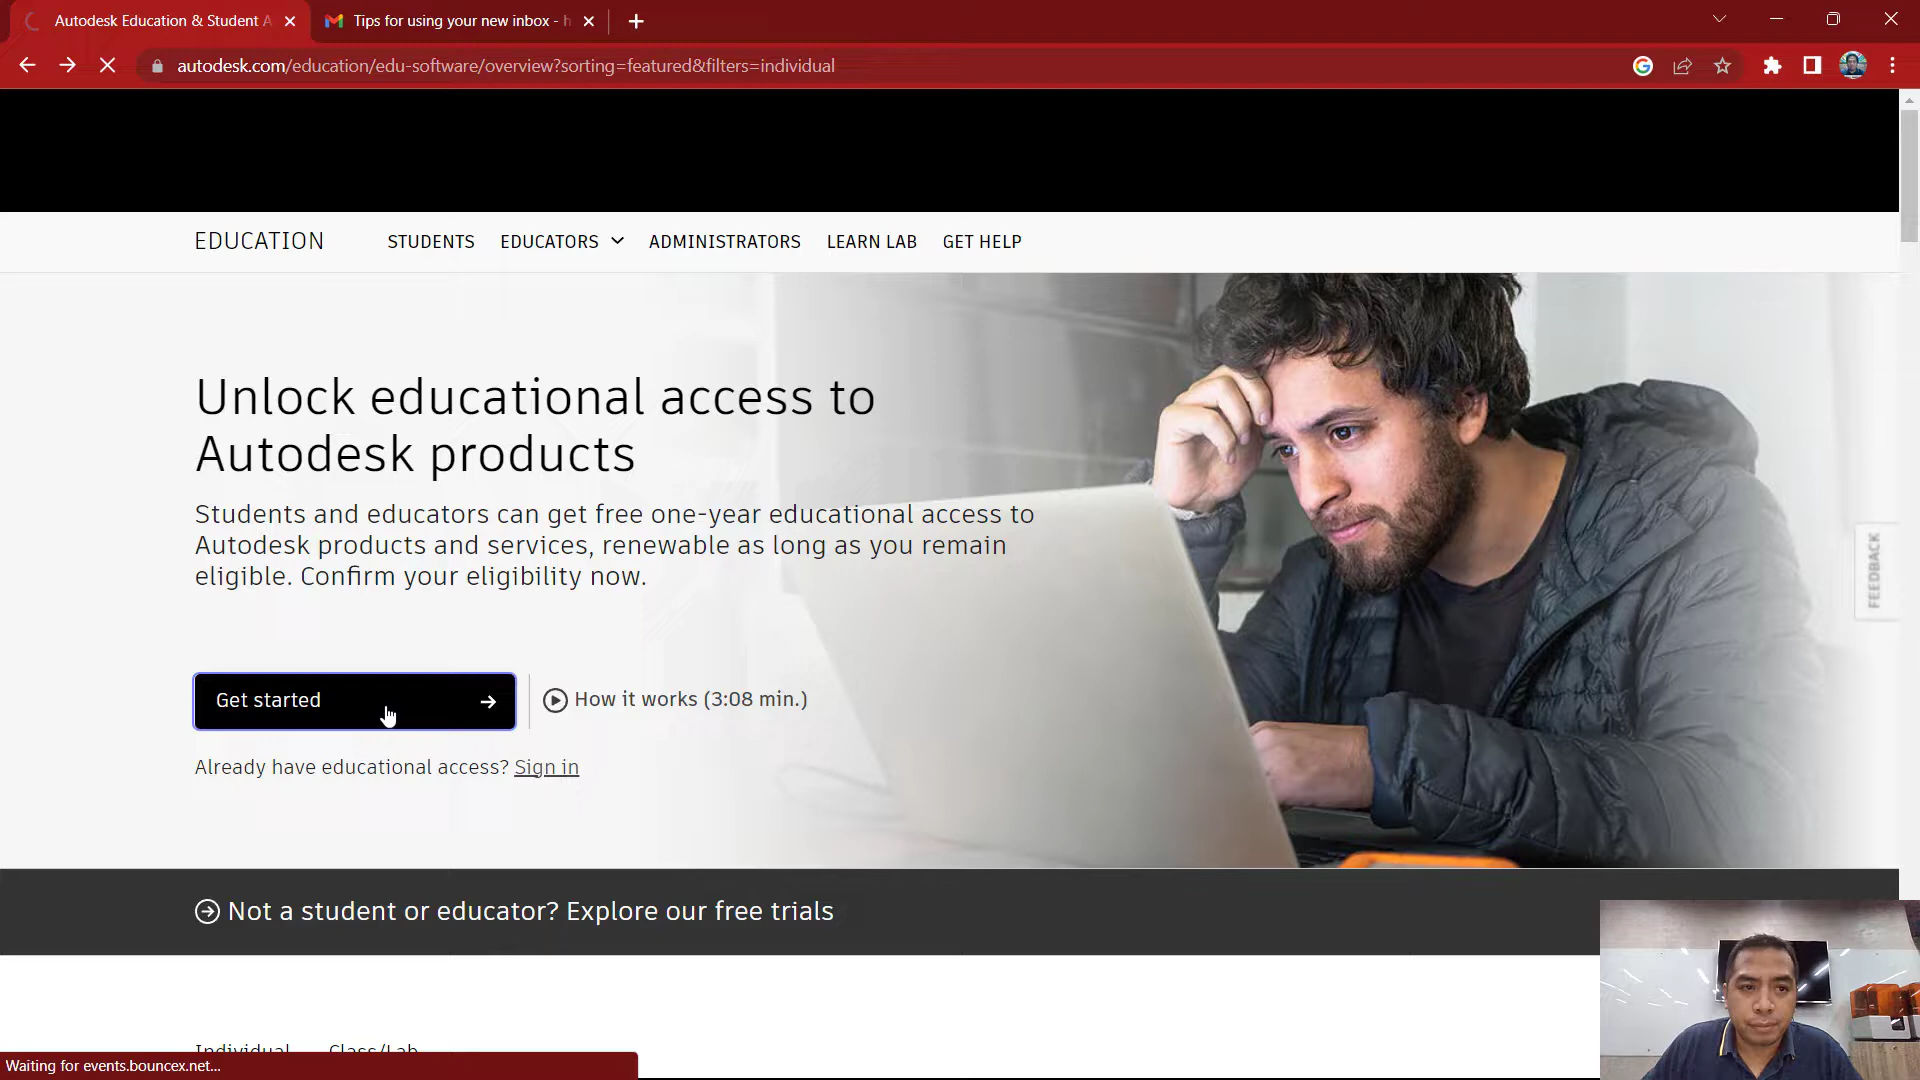 Autodesk Education & Student A
Tips for using your new inbox - h
autodesk.com/education/edu-software/overview?sorting=featured&filters=individual
EDUCATION
STUDENTS
EDUCATORS
ADMINISTRATORS
LEARN LAB
GET HELP
Unlock educational access to
Autodesk products
Students and educators can get free one-year educational access to
Autodesk products and services, renewable as long as you remain
eligible. Confirm your eligibility now.
Get started
How it works (3:08 min.)
Already have educational access? Sign in
FEEDBACK
Not a student or educator? Explore our free trials
Individual
Class/Lab
Waiting for events.bouncex.net...